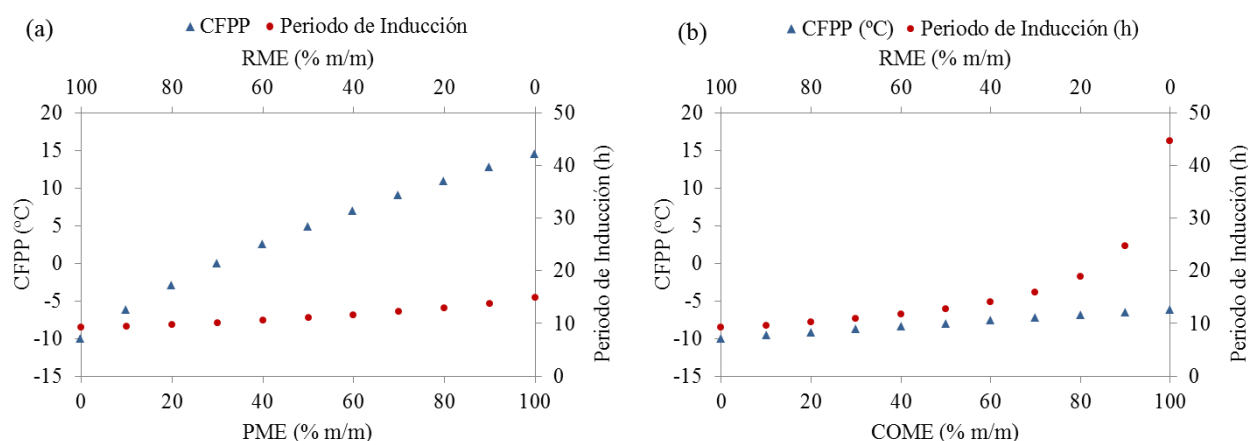 (a)
CFPP
Periodo de Inducción
RME (% m/m)
100 80 60 40 20 0
CFPP (ºC)
20
15
10
5
0
-5
-10
-15
50
40
30
20
10
0
Periodo de Inducción (h)
0 20 40 60 80 100
PME (% m/m)
(b)
CFPP (ºC)
Periodo de Inducción (h)
RME (% m/m)
100 80 60 40 20 0
CFPP (ºC)
20
15
10
5
0
-5
-10
-15
50
40
30
20
10
0
Periodo de Inducción (h)
0 20 40 60 80 100
COME (% m/m)